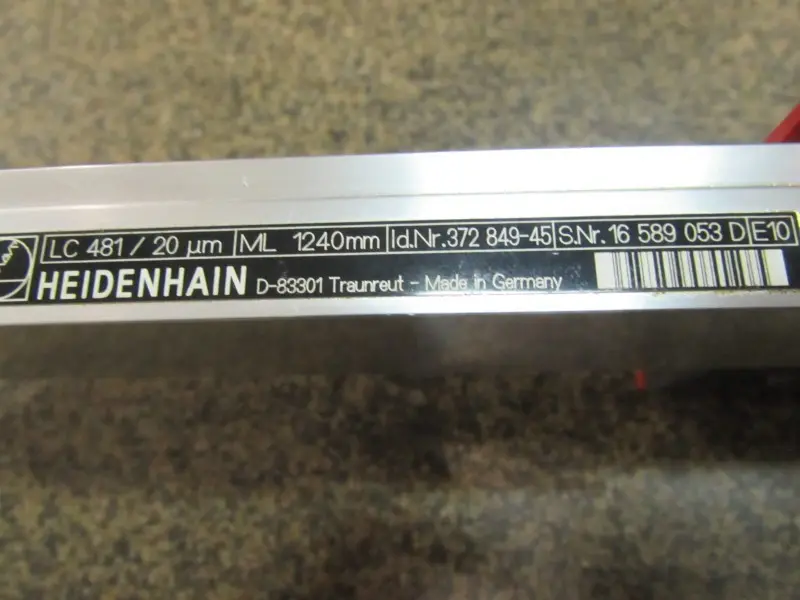 LC 481 / 20 µm ML 1240mm Id.Nr.372 849-45 S.Nr. 16 589 053 D E10
HEIDENHAIN D-83301 Traunreut - Made in Germany